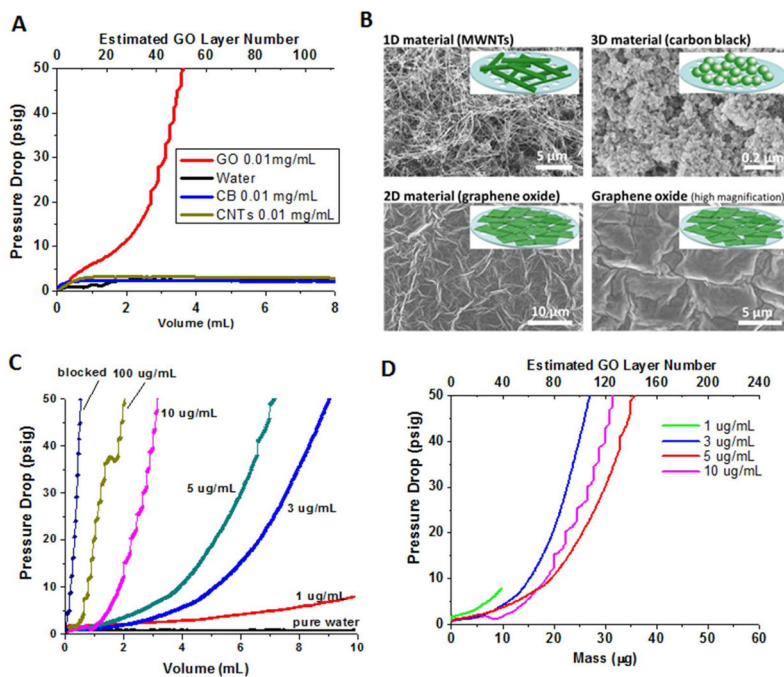 A
Estimated GO Layer Number
0 20 40 60 80 100
Pressure Drop (psig)
50
40
30
20
10
0
GO 0.01mg/mL
Water
CB 0.01 mg/mL
CNTs 0.01 mg/mL
0 2 4 6 8
Volume (mL)
B
1D material (MWNTs)
5 µm
3D material (carbon black)
0.2 µm
2D material (graphene oxide)
10 µm
Graphene oxide (high magnification)
5 µm
C
blocked 100 ug/mL
10 ug/mL
5 ug/mL
3 ug/mL
1 ug/mL
pure water
Pressure Drop (psig)
50
40
30
20
10
0
0 2 4 6 8 10
Volume (mL)
D
Estimated GO Layer Number
0 40 80 120 160 200 240
Pressure Drop (psig)
50
40
30
20
10
0
1 ug/mL
3 ug/mL
5 ug/mL
10 ug/mL
0 10 20 30 40 50 60
Mass (µg)